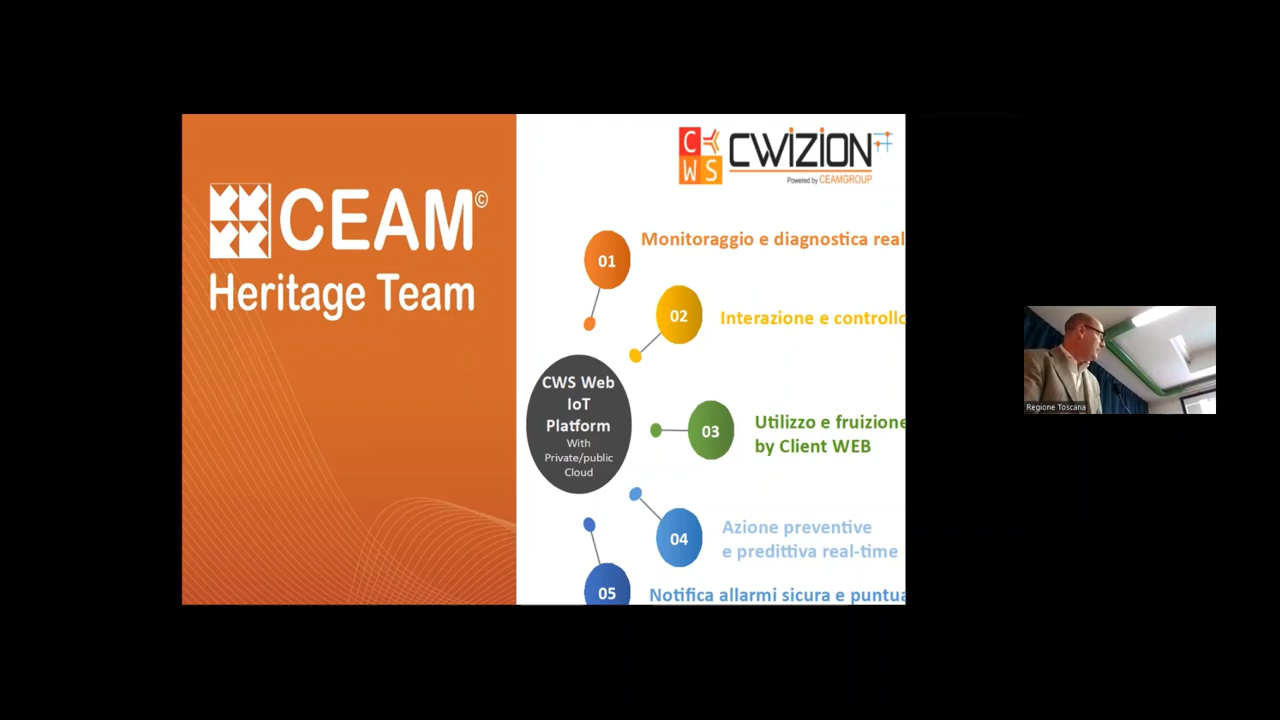 CEAM©
Heritage Team
C
W S
CWIZION
Powered by CEAMGROUP
01
Monitoraggio e diagnostica real
02
Interazione e controllo
CWS Web
IoT
Platform
With
Private/public
Cloud
03
Utilizzo e fruizione
by Client WEB
04
Azione preventive
e predittiva real-time
05
Notifica allarmi sicura e puntua
Regione Toscana